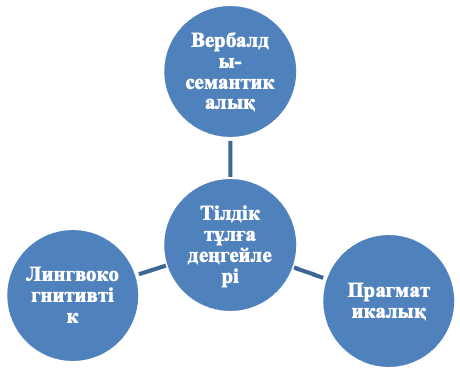 Вербалд
ы-
семантик
алық
Тілдік
тұлға
деңгейле
рі
Лингвоко
гнитивті
к
Прагмат
икалық